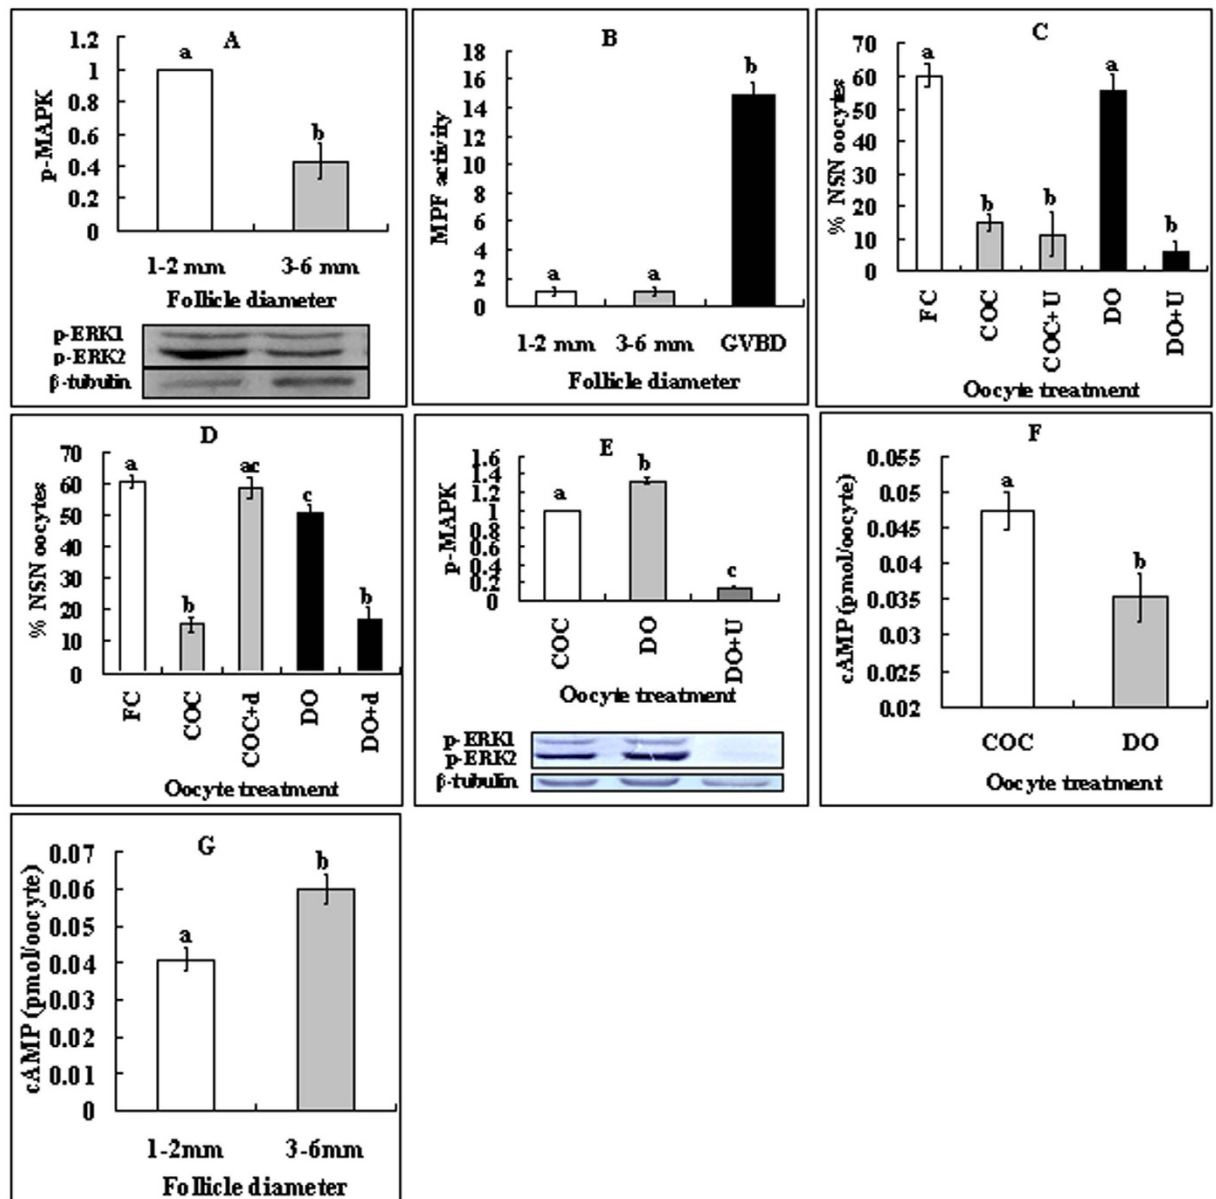 A
1.2
1
0.8
0.6
0.4
0.2
0
p-MAPK
a
b
1-2 mm
3-6 mm
Follicle diameter
p-ERK1
p-ERK2
β-tubulin
B
18
16
14
12
10
8
6
4
2
0
MPF activity
a
a
b
1-2 mm
3-6 mm
GVBD
Follicle diameter
C
70
60
50
40
30
20
10
0
% NSN oocytes
a
b
b
a
b
FC
COC
COC+U
DO
DO+U
Oocyte treatment
D
70
60
50
40
30
20
10
0
% NSN oocytes
a
b
ac
c
b
FC
COC
COC+d
DO
DO+d
Oocyte treatment
E
1.6
1.4
1.2
1
0.8
0.6
0.4
0.2
0
p-MAPK
a
b
c
COC
DO
DO+U
Oocyte treatment
p-ERK1
p-ERK2
β-tubulin
F
0.055
0.05
0.045
0.04
0.035
0.03
0.025
0.02
cAMP (pmol/oocyte)
a
b
COC
DO
Oocyte treatment
G
0.07
0.06
0.05
0.04
0.03
0.02
0.01
0
cAMP (pmol/oocyte)
a
b
1-2mm
3-6mm
Follicle diameter